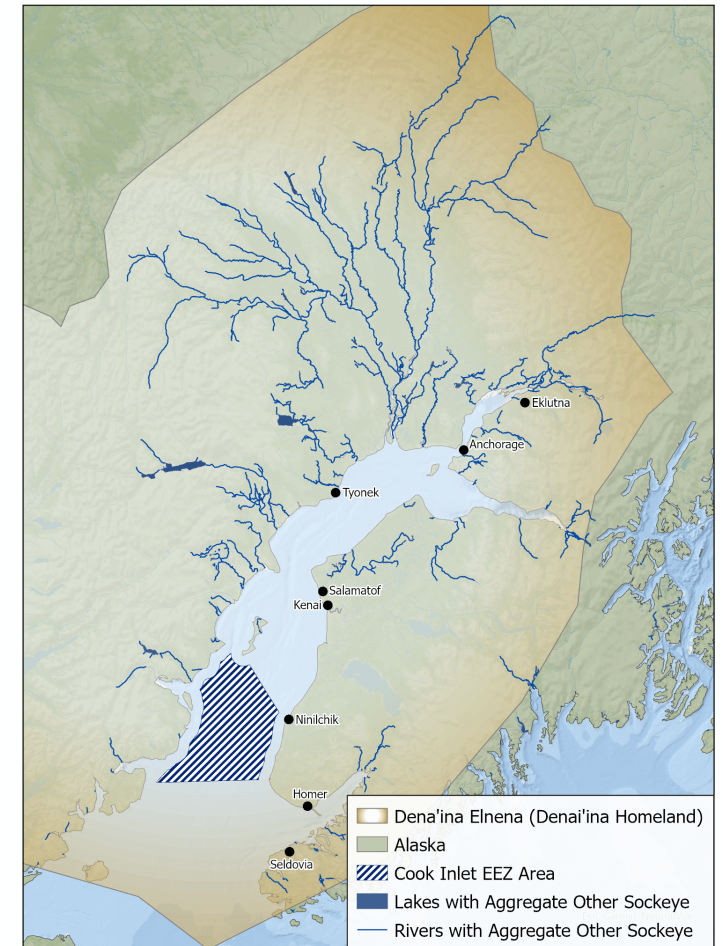 Eklutna
Anchorage
Tyonek
Salamatof
Kenai
Ninilchik
Homer
Seldovia
Dena'ina Elnena (Denai'ina Homeland)
Alaska
Cook Inlet EEZ Area
Lakes with Aggregate Other Sockeye
Rivers with Aggregate Other Sockeye